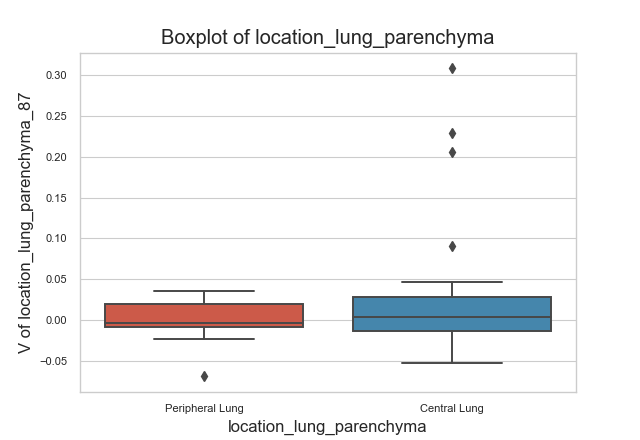 Boxplot of location_lung_parenchyma
V of location_lung_parenchyma_87
0.30
0.25
0.20
0.15
0.10
0.05
0.00
−0.05
Peripheral Lung
Central Lung
location_lung_parenchyma